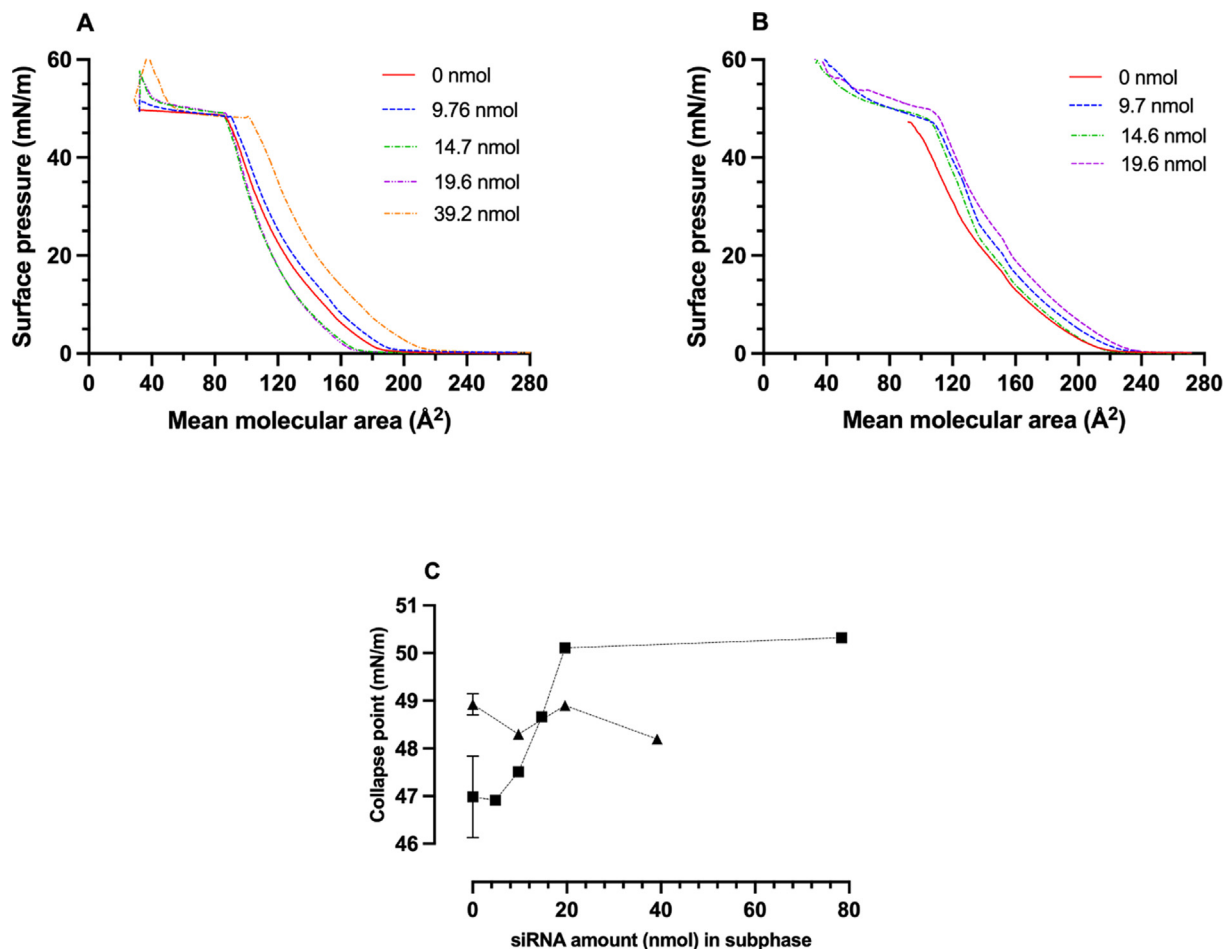 A
Surface pressure (mN/m)
60
40
20
0
0 40 80 120 160 200 240 280
Mean molecular area (Å²)
0 nmol
9.76 nmol
14.7 nmol
19.6 nmol
39.2 nmol
B
Surface pressure (mN/m)
60
40
20
0
0 40 80 120 160 200 240 280
Mean molecular area (Å²)
0 nmol
9.7 nmol
14.6 nmol
19.6 nmol
C
Collapse point (mN/m)
51
50
49
48
47
46
0 20 40 60 80
siRNA amount (nmol) in subphase